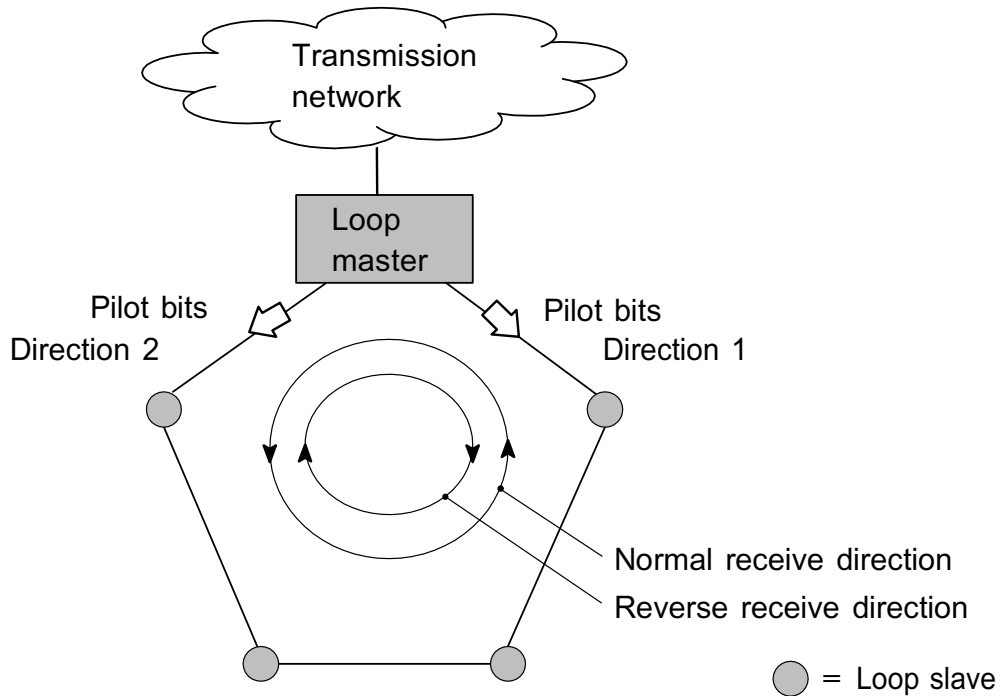 Transmission
network
Loop
master
Pilot bits
Direction 2
Pilot bits
Direction 1
Normal receive direction
Reverse receive direction
= Loop slave